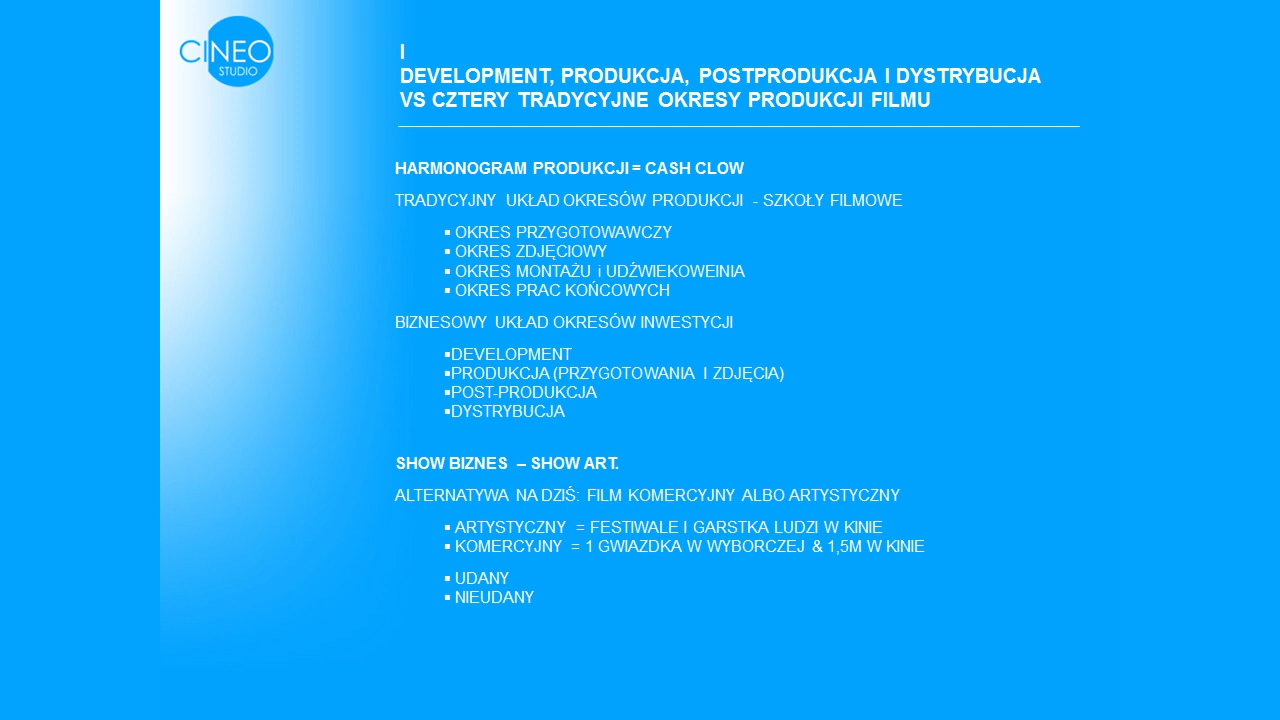 CINEO
STUDIO
I
DEVELOPMENT, PRODUKCJA, POSTPRODUKCJA I DYSTRYBUCJA
VS CZTERY TRADYCYJNE OKRESY PRODUKCJI FILMU
HARMONOGRAM PRODUKCJI = CASH CLOW
TRADYCYJNY UKŁAD OKRESÓW PRODUKCJI - SZKOŁY FILMOWE
▪ OKRES PRZYGOTOWAWCZY
▪ OKRES ZDJĘCIOWY
▪ OKRES MONTAŻU i UDŹWIEKOWEINIA
▪ OKRES PRAC KOŃCOWYCH
BIZNESOWY UKŁAD OKRESÓW INWESTYCJI
▪DEVELOPMENT
▪PRODUKCJA (PRZYGOTOWANIA I ZDJĘCIA)
▪POST-PRODUKCJA
▪DYSTRYBUCJA
SHOW BIZNES – SHOW ART.
ALTERNATYWA NA DZIŚ: FILM KOMERCYJNY ALBO ARTYSTYCZNY
▪ ARTYSTYCZNY = FESTIWALE I GARSTKA LUDZI W KINIE
▪ KOMERCYJNY = 1 GWIAZDKA W WYBORCZEJ & 1,5M W KINIE
▪ UDANY
▪ NIEUDANY